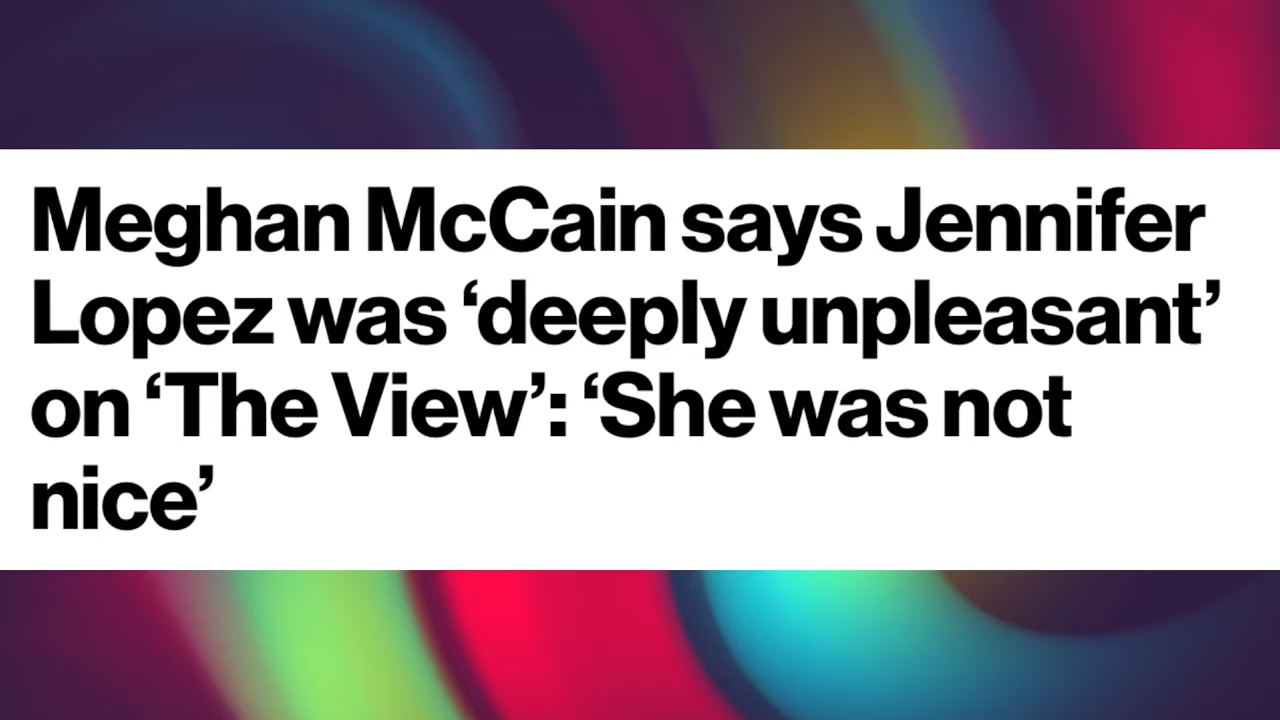 Meghan McCain says Jennifer
Lopez was ‘deeply unpleasant’
on ‘The View’: ‘She was not
nice’